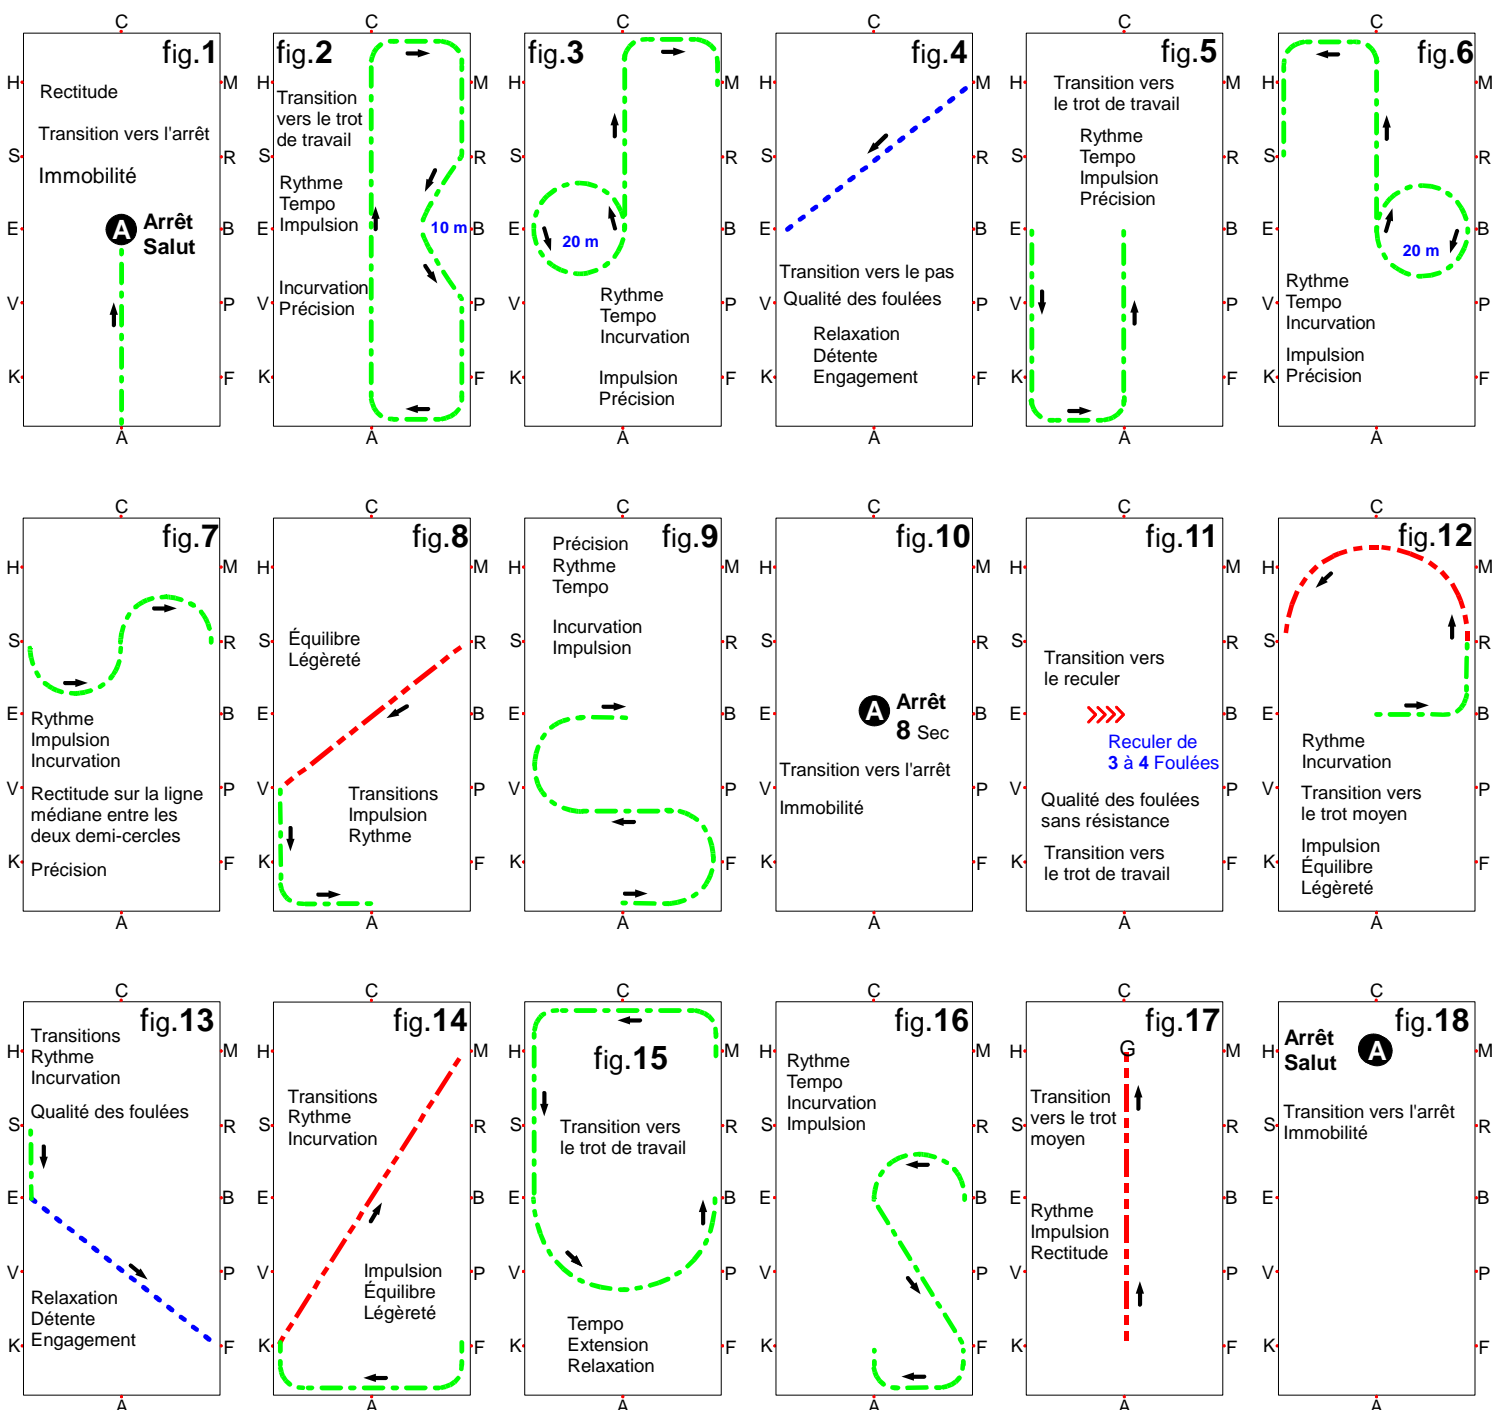 C
fig.1
H
M
Rectitude
Transition vers l'arrêt
S
R
Immobilité
E
A
Arrêt
Salut
B
V
P
K
F
A
C
fig.2
H
M
Transition
vers le trot
de travail
S
R
Rythme
Tempo
Impulsion
E
10 m
B
Incurvation
Précision
V
P
K
F
A
C
fig.3
H
M
S
R
E
20 m
B
Rythme
Tempo
Incurvation
V
P
Impulsion
Précision
K
F
A
C
fig.4
H
M
S
R
E
B
Transition vers le pas
Qualité des foulées
V
P
Relaxation
Détente
Engagement
K
F
A
C
fig.5
H
M
Transition vers
le trot de travail
Rythme
Tempo
Impulsion
Précision
S
R
E
B
V
P
K
F
A
C
fig.6
H
M
S
R
E
20 m
B
Rythme
Tempo
Incurvation
V
P
Impulsion
Précision
K
F
A
C
fig.7
H
M
S
R
E
B
Rythme
Impulsion
Incurvation
V
P
Rectitude sur la ligne
médiane entre les
deux demi-cercles
K
F
Précision
A
C
fig.8
H
M
S
R
Équilibre
Légèreté
E
B
V
P
Transitions
Impulsion
Rythme
K
F
A
C
fig.9
Précision
Rythme
Tempo
H
M
Incurvation
Impulsion
S
R
E
B
V
P
K
F
A
C
fig.10
H
M
S
R
E
A
Arrêt
8 Sec
B
Transition vers l'arrêt
Immobilité
V
P
K
F
A
C
fig.11
H
M
S
R
Transition vers
le reculer
E
B
Reculer de
3 à 4 Foulées
V
P
Qualité des foulées
sans résistance
Transition vers
le trot de travail
K
F
A
C
fig.12
H
M
S
R
E
B
Rythme
Incurvation
V
P
Transition vers
le trot moyen
Impulsion
Équilibre
Légèreté
K
F
A
C
fig.13
H
M
Transitions
Rythme
Incurvation
Qualité des foulées
S
R
E
B
V
P
Relaxation
Détente
Engagement
K
F
A
C
fig.14
H
M
Transitions
Rythme
Incurvation
S
R
E
B
V
P
Impulsion
Équilibre
Légèreté
K
F
A
C
fig.15
H
M
S
R
Transition vers
le trot de travail
E
B
V
P
Tempo
Extension
Relaxation
K
F
A
C
fig.16
H
M
Rythme
Tempo
Incurvation
Impulsion
S
R
E
B
V
P
K
F
A
C
fig.17
H
G
M
Transition
vers le trot
moyen
S
R
E
B
Rythme
Impulsion
Rectitude
V
P
K
F
A
C
fig.18
H
Arrêt
Salut
A
M
Transition vers l'arrêt
Immobilité
S
R
E
B
V
P
K
F
A